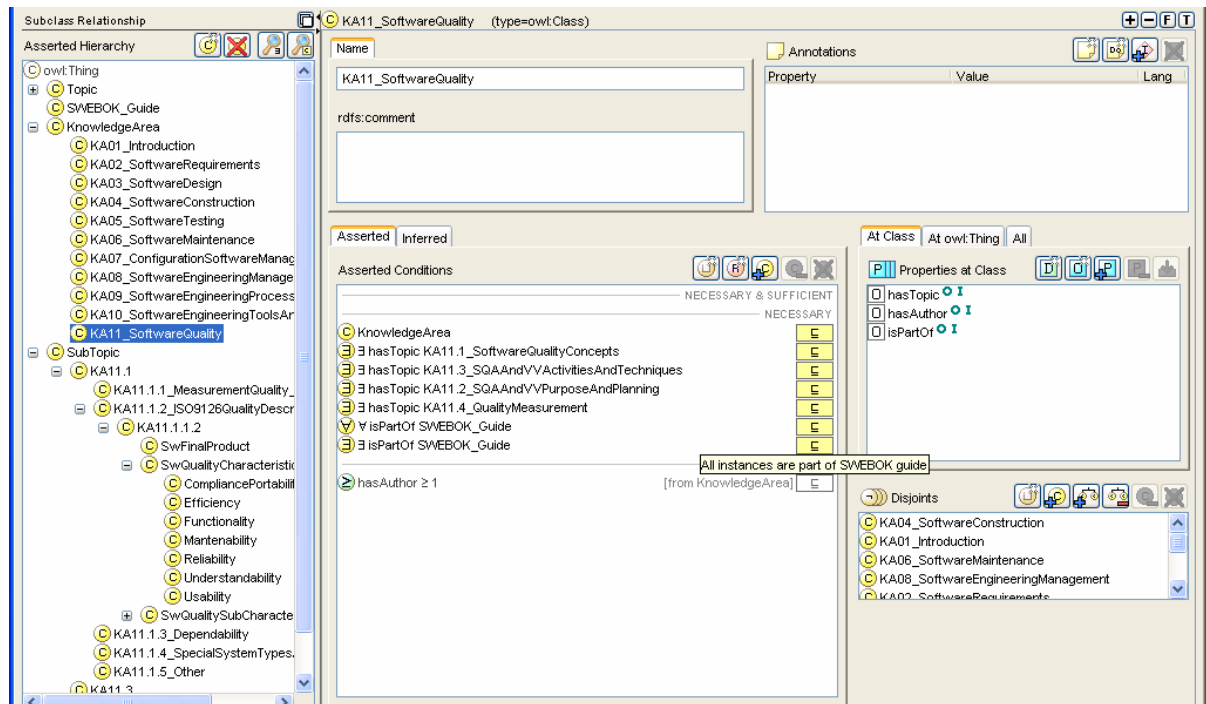 Subclass Relationship
Asserted Hierarchy
owl:Thing
Topic
SWEBOK_Guide
KnowledgeArea
KA01_Introduction
KA02_SoftwareRequirements
KA03_SoftwareDesign
KA04_SoftwareConstruction
KA05_SoftwareTesting
KA06_SoftwareMaintenance
KA07_ConfigurationSoftwareManag
KA08_SoftwareEngineeringManage
KA09_SoftwareEngineeringProcess
KA10_SoftwareEngineeringToolsAr
KA11_SoftwareQuality
SubTopic
KA11.1
KA11.1.1_MeasurementQuality_
KA11.1.2_ISO9126QualityDescr
KA11.1.1.2
SwFinalProduct
SwQualityCharacteristic
CompliancePortabilit
Efficiency
Functionality
Mantenability
Reliability
Understandability
Usability
SwQualitySubCharacte
KA11.1.3_Dependability
KA11.1.4_SpecialSystemTypes.
KA11.1.5_Other
KA11.3
KA11_SoftwareQuality (type=owl:Class)
Name
KA11_SoftwareQuality
rdfs:comment
Annotations
Property Value Lang
Asserted Inferred
Asserted Conditions
NECESSARY & SUFFICIENT
NECESSARY
KnowledgeArea ⊑
∃ hasTopic KA11.1_SoftwareQualityConcepts ⊑
∃ hasTopic KA11.3_SQAAndVVActivitiesAndTechniques ⊑
∃ hasTopic KA11.2_SQAAndVVPurposeAndPlanning ⊑
∃ hasTopic KA11.4_QualityMeasurement ⊑
∀ isPartOf SWEBOK_Guide ⊑
∃ isPartOf SWEBOK_Guide ⊑
All instances are part of SWEBOK guide
hasAuthor ≥ 1 [from KnowledgeArea] ⊑
At Class At owl:Thing All
Properties at Class
hasTopic O I
hasAuthor O I
isPartOf O I
Disjoints
KA04_SoftwareConstruction
KA01_Introduction
KA06_SoftwareMaintenance
KA08_SoftwareEngineeringManagement
KA02_SoftwareRequirements